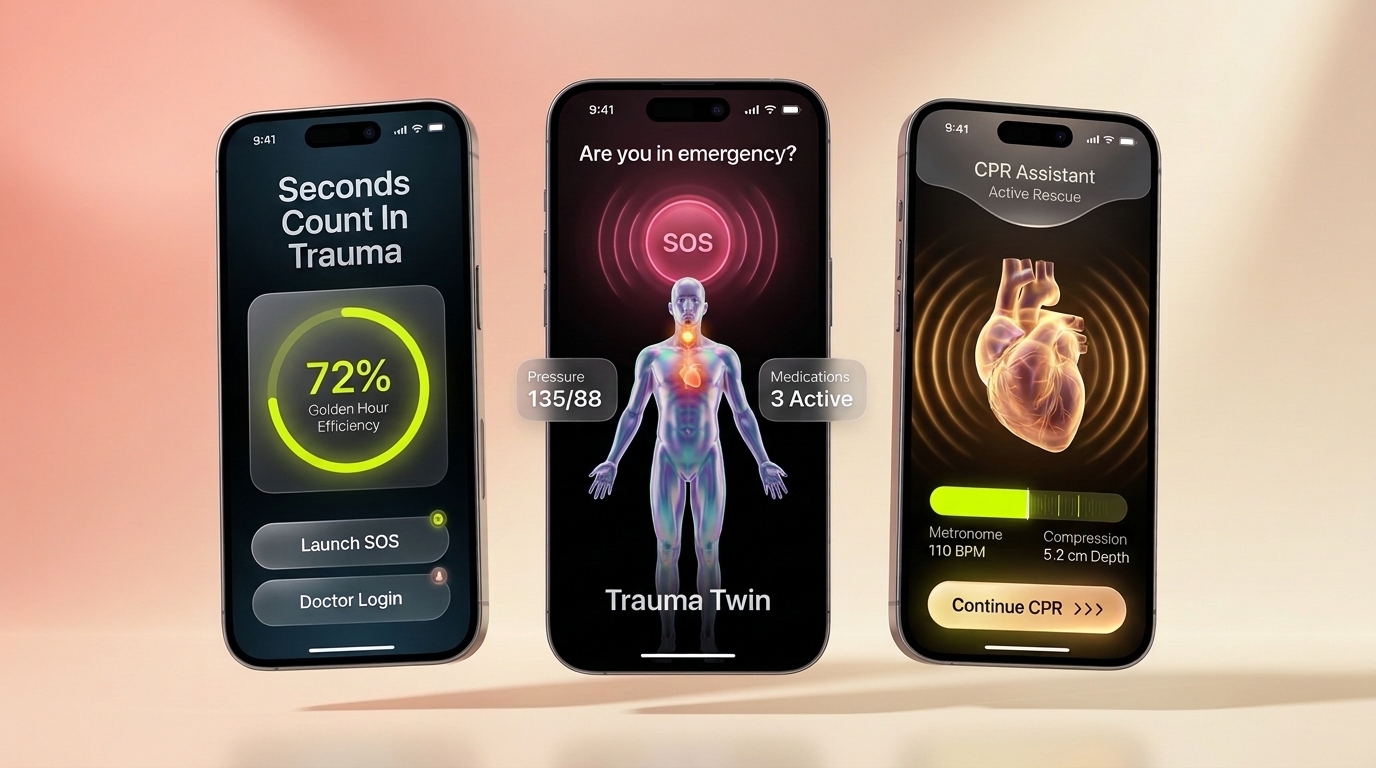 9:41
Seconds
Count In
Trauma
72%
Golden Hour
Efficiency
Launch SOS
Doctor Login
9:41
Are you in emergency?
SOS
Pressure
135/88
Medications
3 Active
Trauma Twin
9:41
CPR Assistant
Active Rescue
Metronome
110 BPM
Compression
5.2 cm Depth
Continue CPR >>>